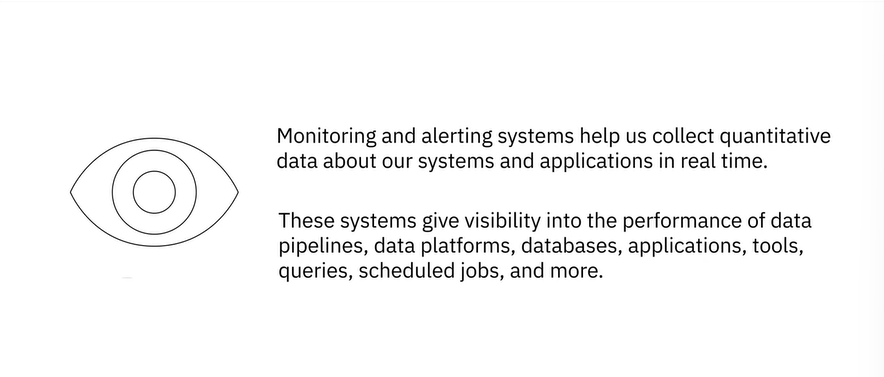 Monitoring and alerting systems help us collect quantitative
data about our systems and applications in real time.
These systems give visibility into the performance of data
pipelines, data platforms, databases, applications, tools,
queries, scheduled jobs, and more.